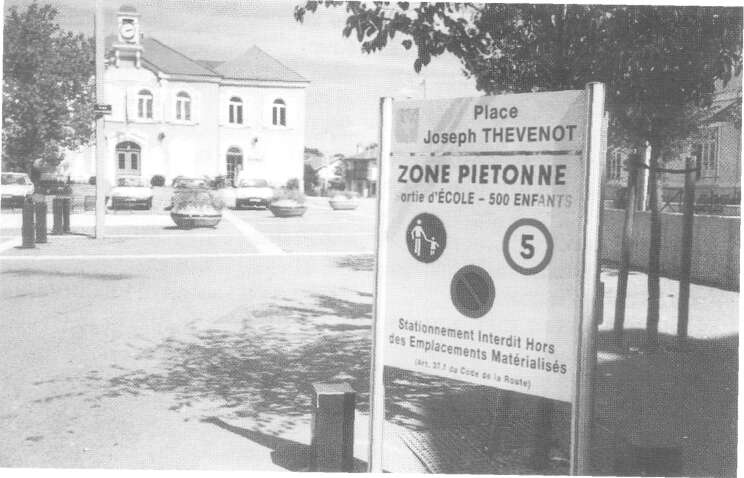 Place
Joseph THEVENOT
ZONE PIETONNE
ortie d'ÉCOLE - 500 ENFANTS
5
Stationnement Interdit Hors
des Emplacements Matérialisés
(Art. 37.1 du Code de la Route)